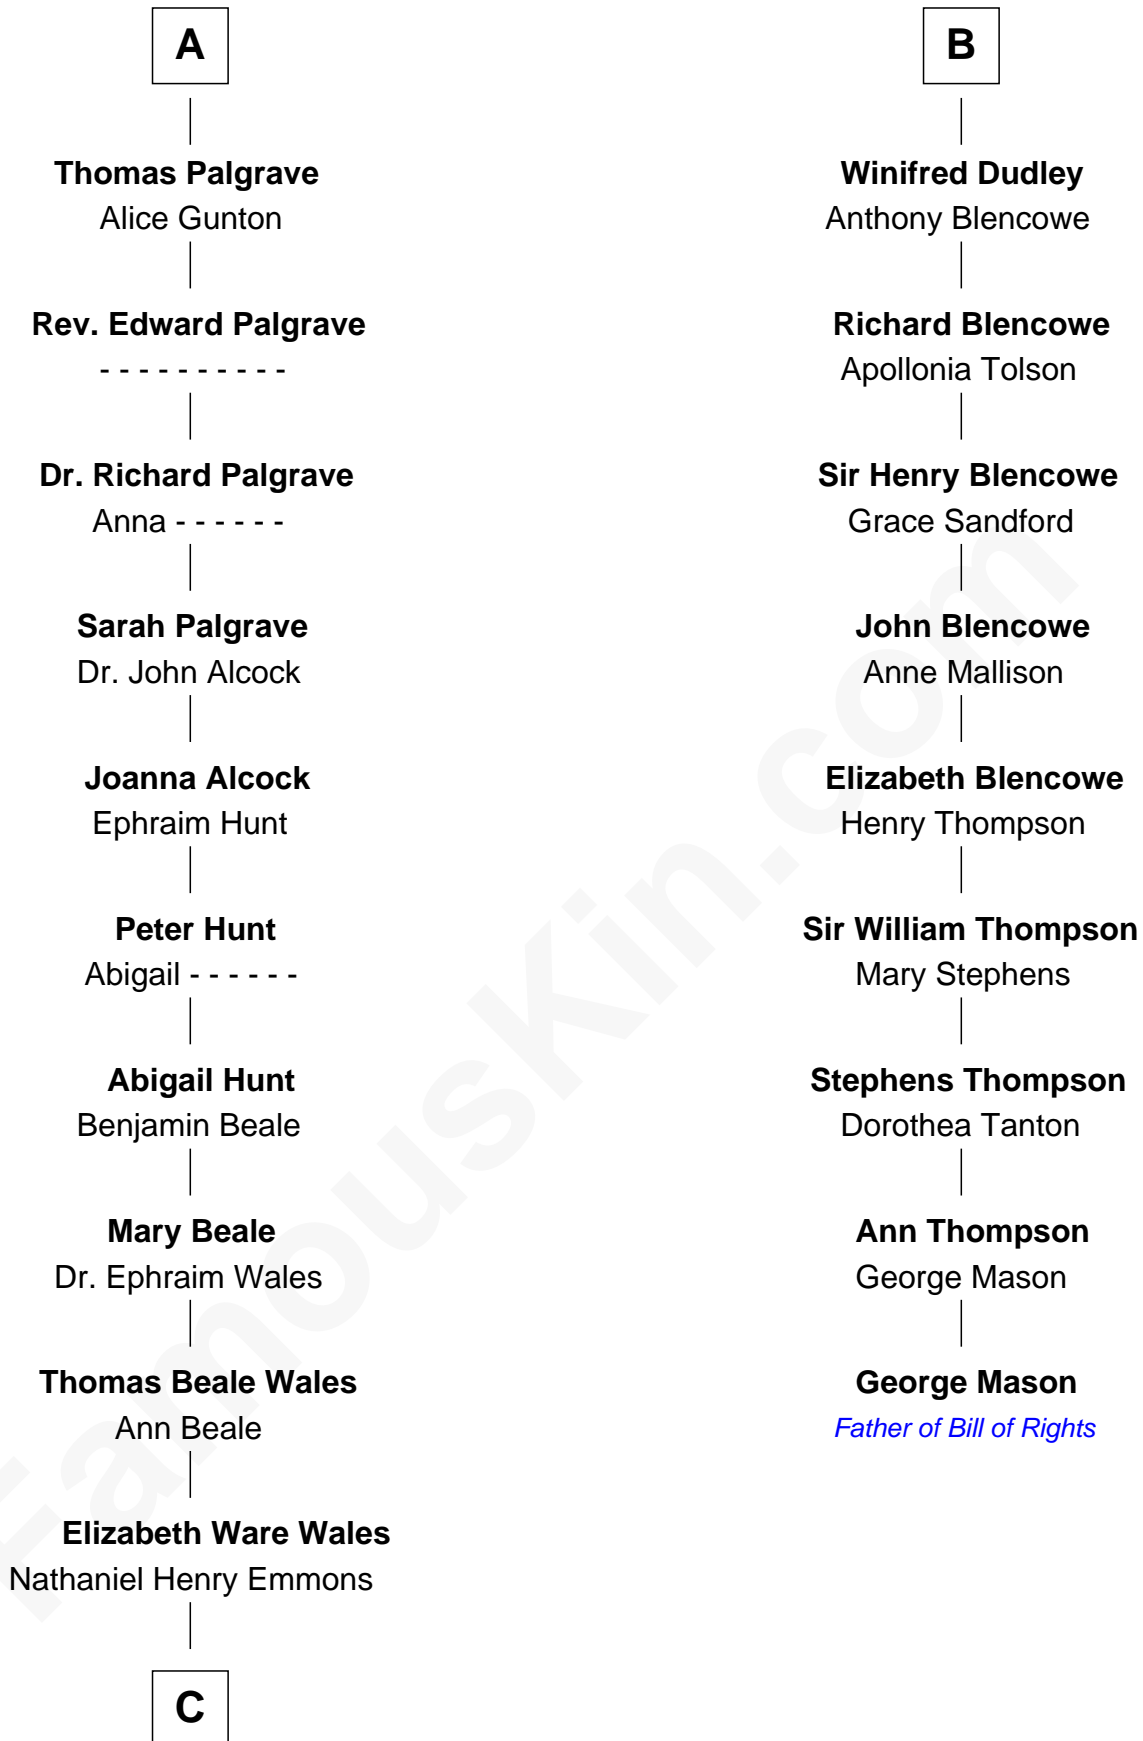 A
Thomas Palgrave
Alice Gunton
Rev. Edward Palgrave
- - - - - - - - - -
Dr. Richard Palgrave
Anna - - - - - -
Sarah Palgrave
Dr. John Alcock
Joanna Alcock
Ephraim Hunt
Peter Hunt
Abigail - - - - - -
Abigail Hunt
Benjamin Beale
Mary Beale
Dr. Ephraim Wales
Thomas Beale Wales
Ann Beale
Elizabeth Ware Wales
Nathaniel Henry Emmons
C
B
Winifred Dudley
Anthony Blencowe
Richard Blencowe
Apollonia Tolson
Sir Henry Blencowe
Grace Sandford
John Blencowe
Anne Mallison
Elizabeth Blencowe
Henry Thompson
Sir William Thompson
Mary Stephens
Stephens Thompson
Dorothea Tanton
Ann Thompson
George Mason
George Mason
Father of Bill of Rights
FamousKin.com